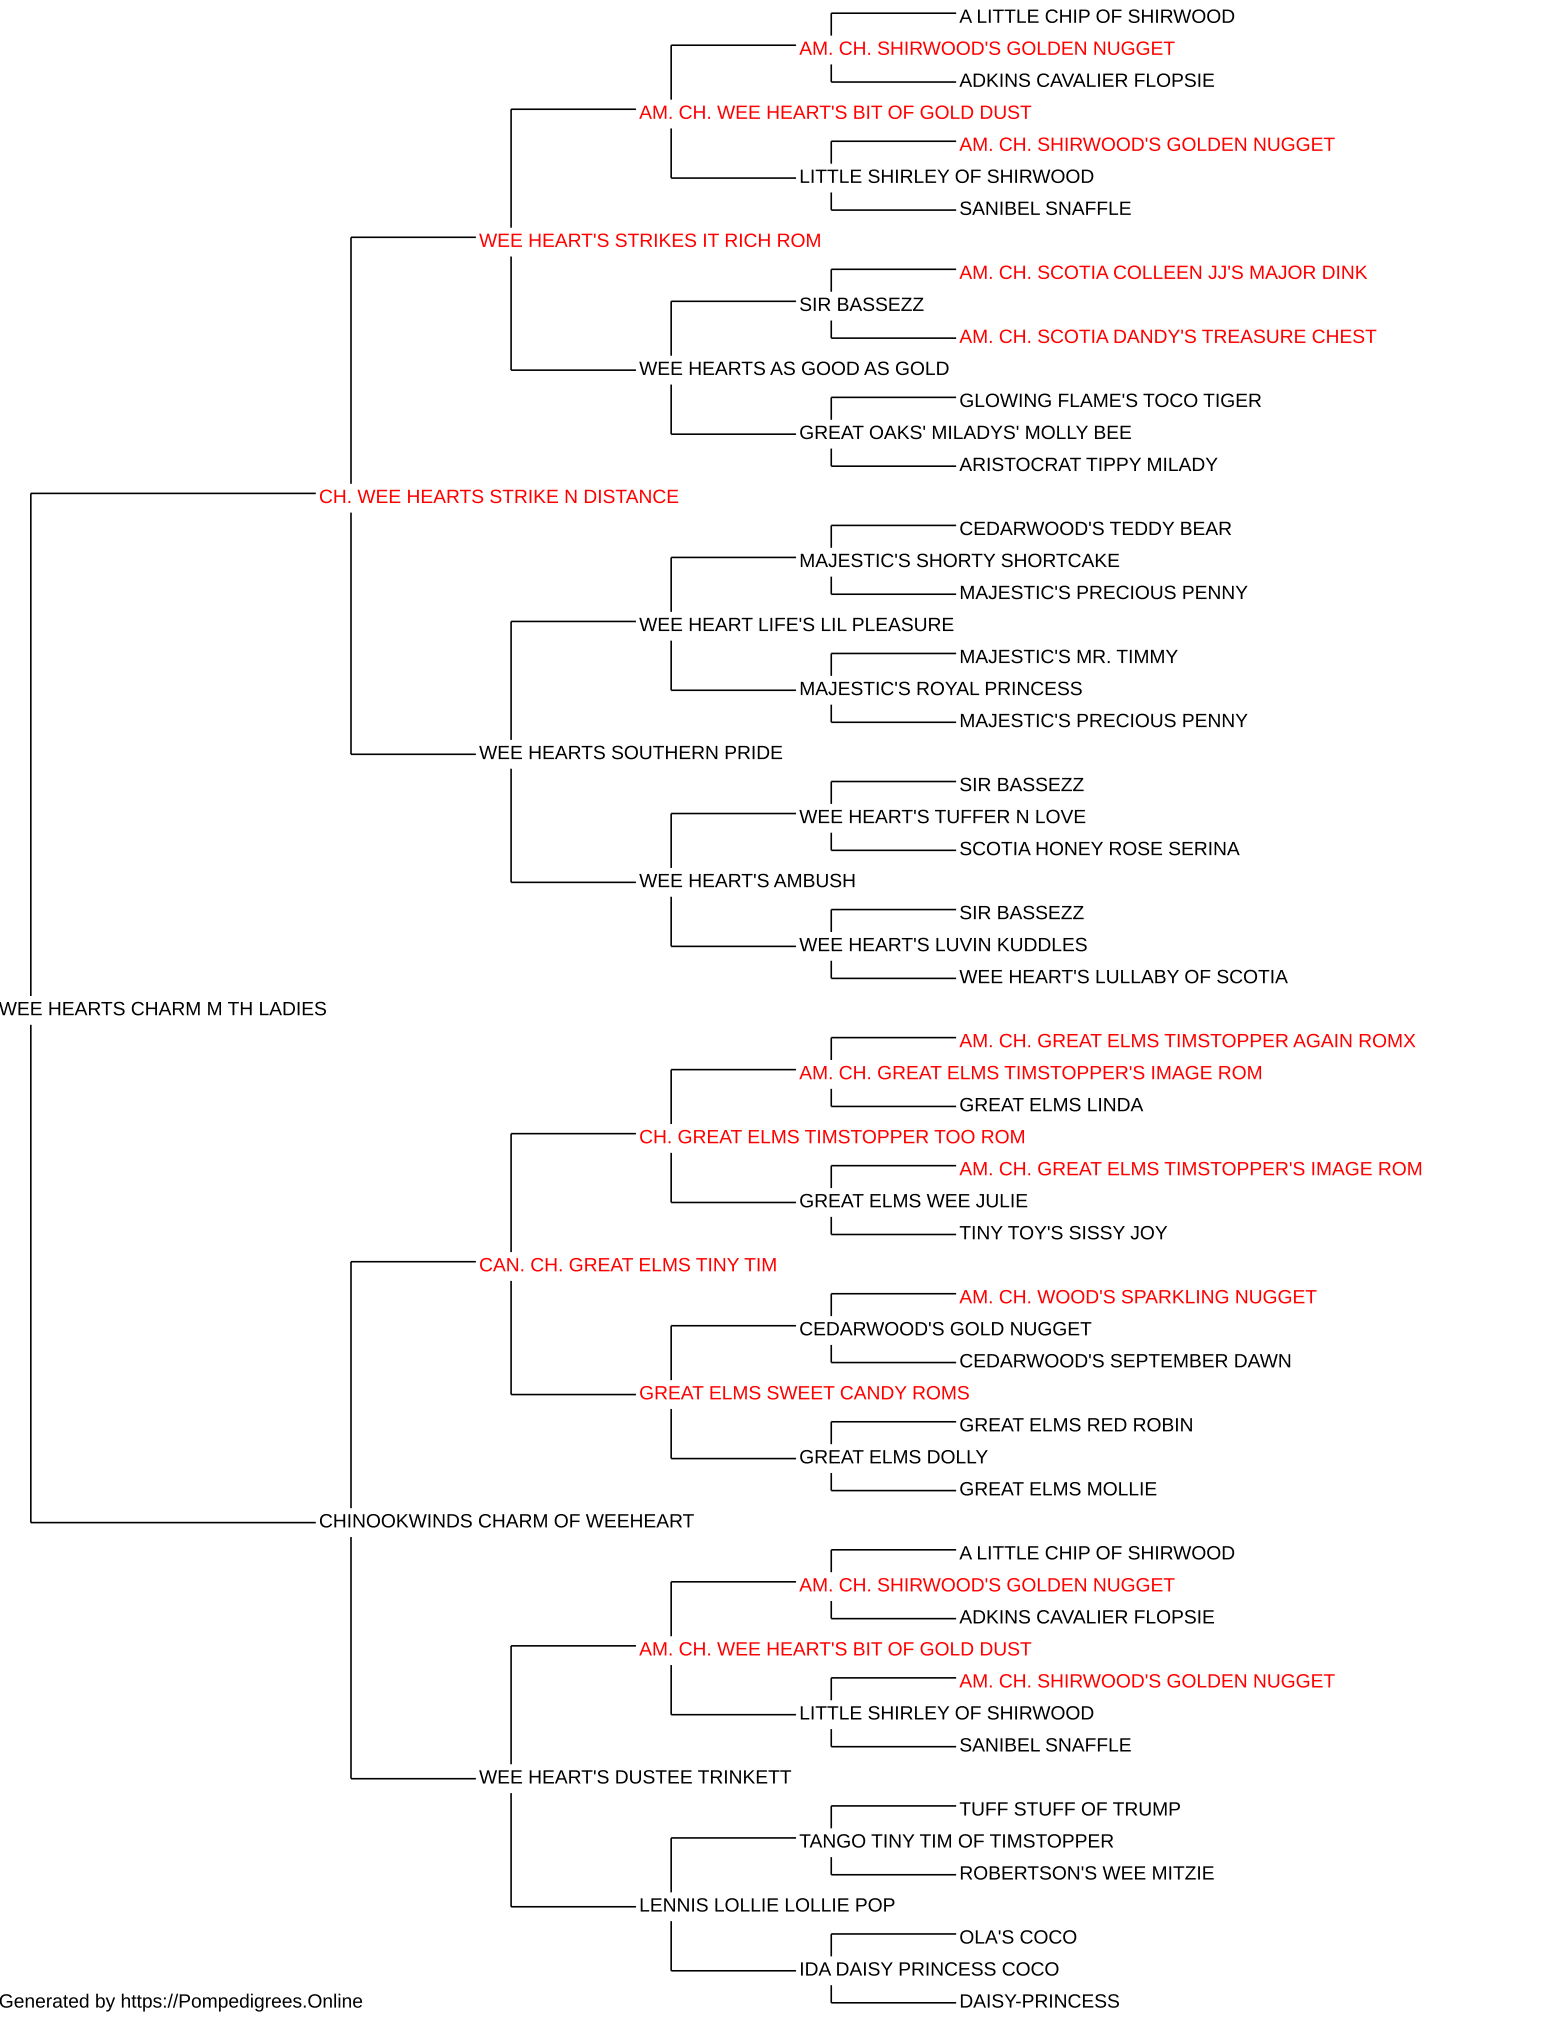 A LITTLE CHIP OF SHIRWOOD
AM. CH. SHIRWOOD'S GOLDEN NUGGET
ADKINS CAVALIER FLOPSIE
AM. CH. WEE HEART'S BIT OF GOLD DUST
AM. CH. SHIRWOOD'S GOLDEN NUGGET
LITTLE SHIRLEY OF SHIRWOOD
SANIBEL SNAFFLE
WEE HEART'S STRIKES IT RICH ROM
AM. CH. SCOTIA COLLEEN JJ'S MAJOR DINK
SIR BASSEZZ
AM. CH. SCOTIA DANDY'S TREASURE CHEST
WEE HEARTS AS GOOD AS GOLD
GLOWING FLAME'S TOCO TIGER
GREAT OAKS' MILADYS' MOLLY BEE
ARISTOCRAT TIPPY MILADY
CH. WEE HEARTS STRIKE N DISTANCE
CEDARWOOD'S TEDDY BEAR
MAJESTIC'S SHORTY SHORTCAKE
MAJESTIC'S PRECIOUS PENNY
WEE HEART LIFE'S LIL PLEASURE
MAJESTIC'S MR. TIMMY
MAJESTIC'S ROYAL PRINCESS
MAJESTIC'S PRECIOUS PENNY
WEE HEARTS SOUTHERN PRIDE
SIR BASSEZZ
WEE HEART'S TUFFER N LOVE
SCOTIA HONEY ROSE SERINA
WEE HEART'S AMBUSH
SIR BASSEZZ
WEE HEART'S LUVIN KUDDLES
WEE HEART'S LULLABY OF SCOTIA
WEE HEARTS CHARM M TH LADIES
AM. CH. GREAT ELMS TIMSTOPPER AGAIN ROMX
AM. CH. GREAT ELMS TIMSTOPPER'S IMAGE ROM
GREAT ELMS LINDA
CH. GREAT ELMS TIMSTOPPER TOO ROM
AM. CH. GREAT ELMS TIMSTOPPER'S IMAGE ROM
GREAT ELMS WEE JULIE
TINY TOY'S SISSY JOY
CAN. CH. GREAT ELMS TINY TIM
AM. CH. WOOD'S SPARKLING NUGGET
CEDARWOOD'S GOLD NUGGET
CEDARWOOD'S SEPTEMBER DAWN
GREAT ELMS SWEET CANDY ROMS
GREAT ELMS RED ROBIN
GREAT ELMS DOLLY
GREAT ELMS MOLLIE
CHINOOKWINDS CHARM OF WEEHEART
A LITTLE CHIP OF SHIRWOOD
AM. CH. SHIRWOOD'S GOLDEN NUGGET
ADKINS CAVALIER FLOPSIE
AM. CH. WEE HEART'S BIT OF GOLD DUST
AM. CH. SHIRWOOD'S GOLDEN NUGGET
LITTLE SHIRLEY OF SHIRWOOD
SANIBEL SNAFFLE
WEE HEART'S DUSTEE TRINKETT
TUFF STUFF OF TRUMP
TANGO TINY TIM OF TIMSTOPPER
ROBERTSON'S WEE MITZIE
LENNIS LOLLIE LOLLIE POP
OLA'S COCO
IDA DAISY PRINCESS COCO
DAISY-PRINCESS
Generated by https://Pompedigrees.Online